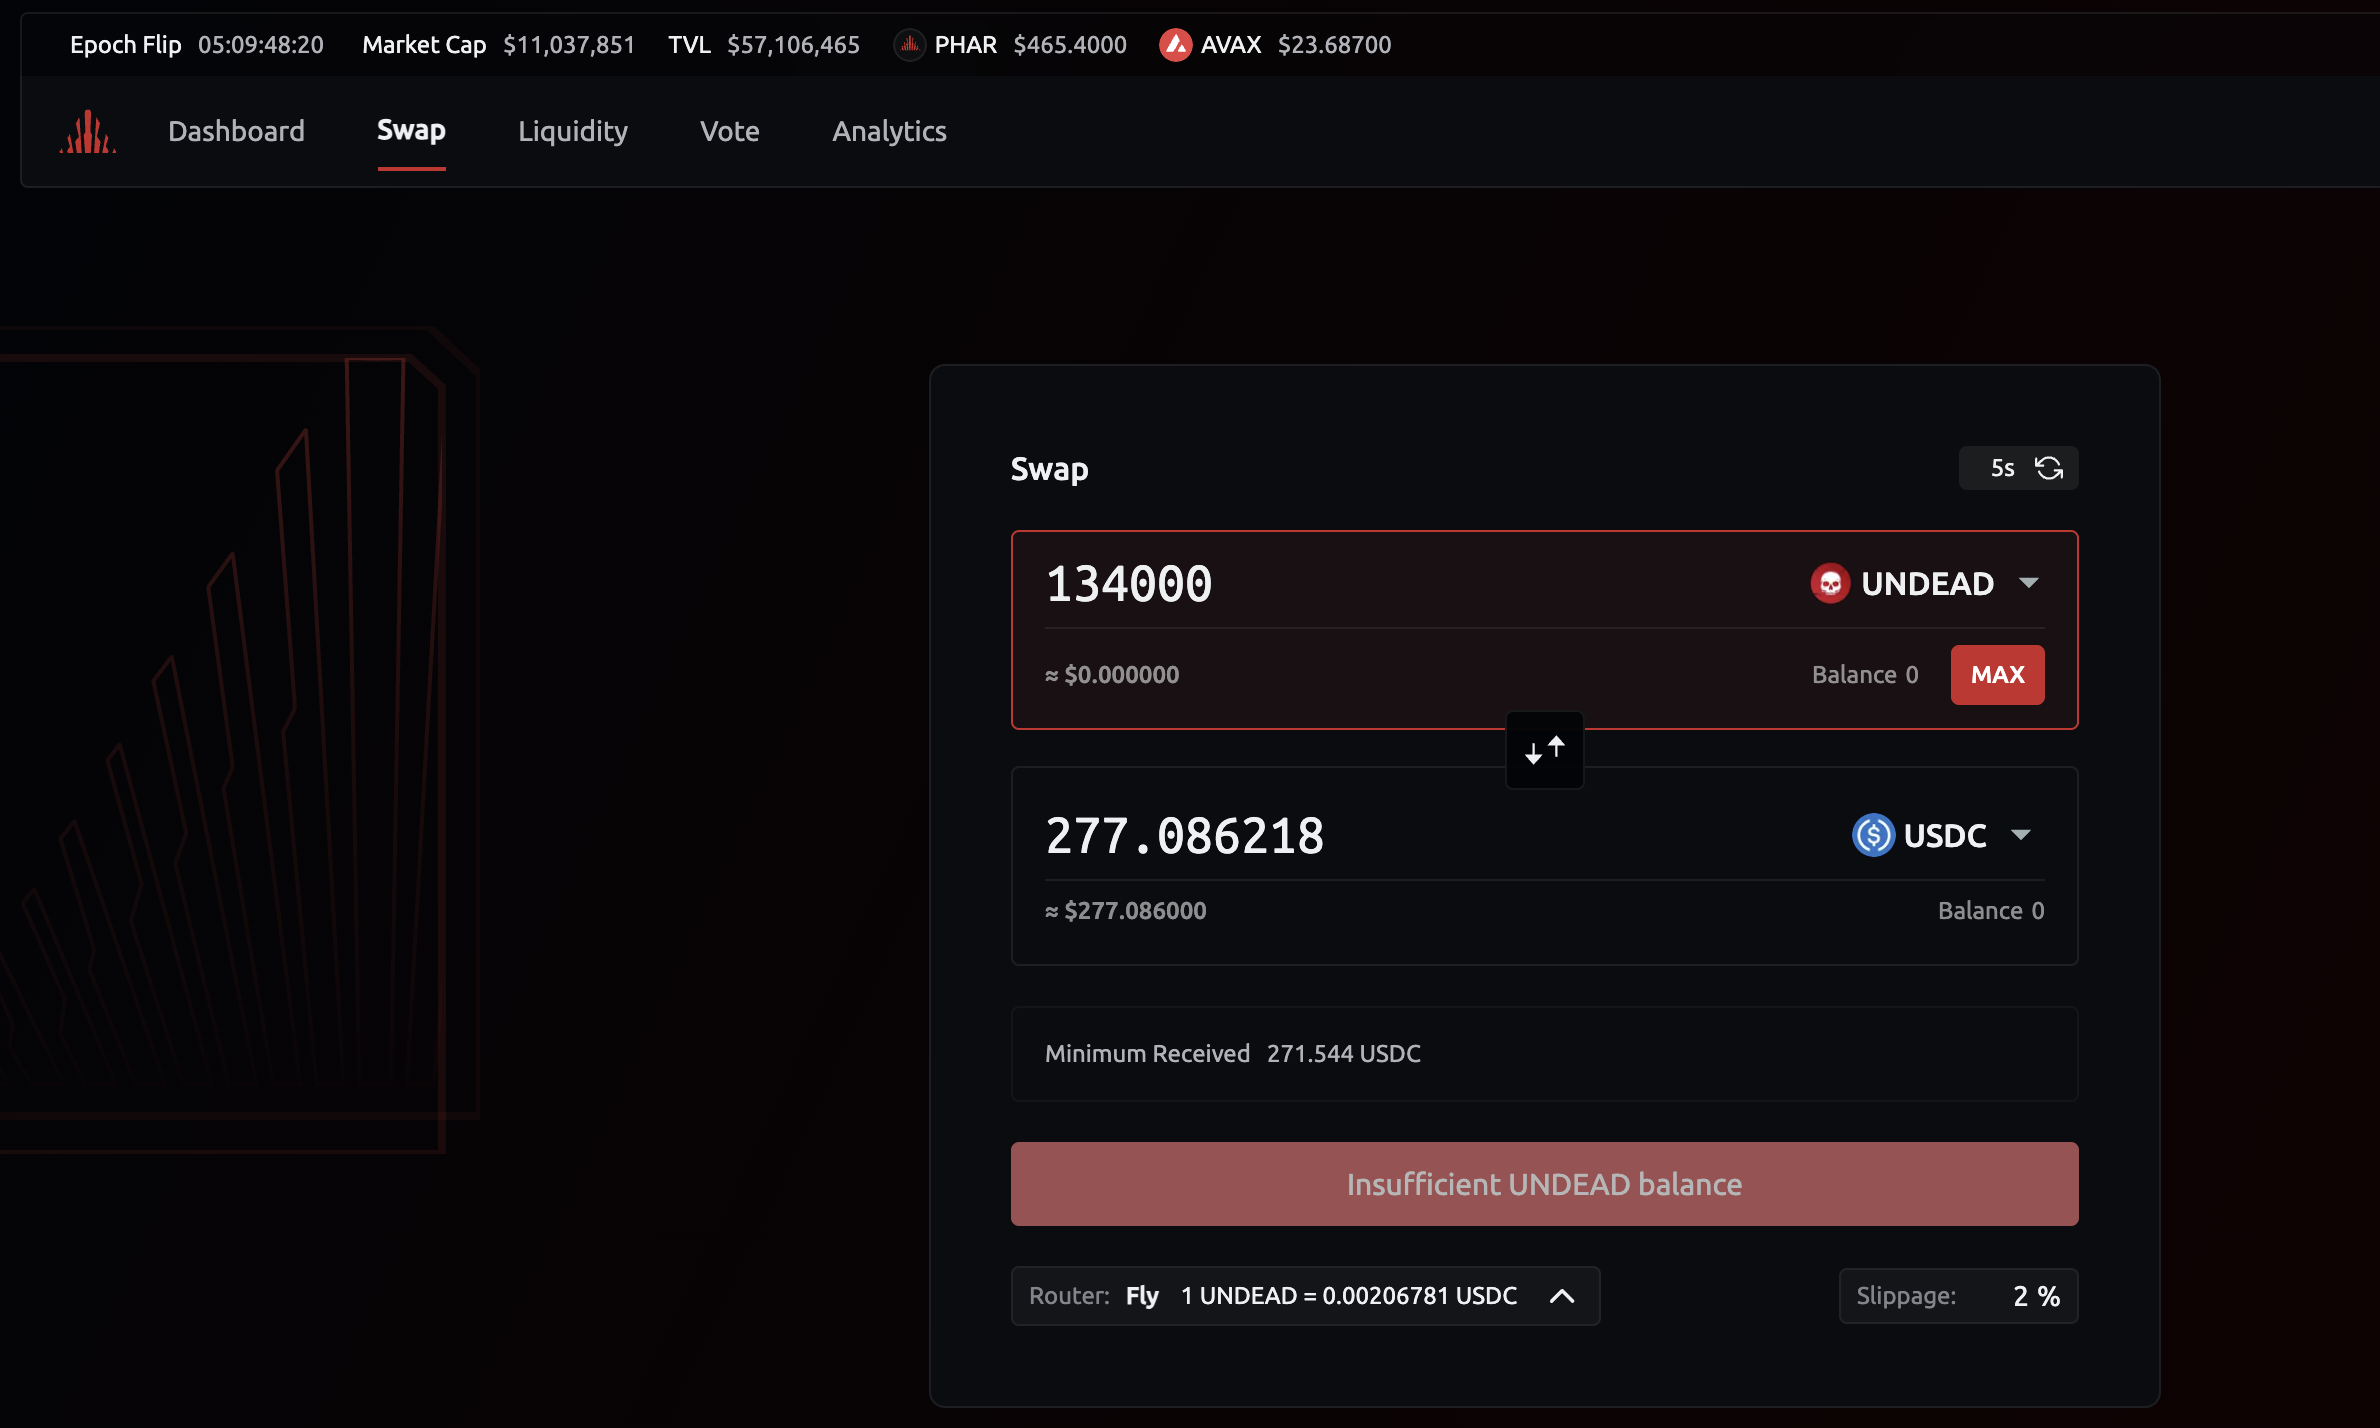 Epoch Flip 05:09:48:20 Market Cap $11,037,851 TVL $57,106,465 PHAR $465.4000 AVAX $23.68700
Dashboard Swap Liquidity Vote Analytics
Swap 5s
134000 UNDEAD
≈ $0.000000 Balance 0 MAX
277.086218 USDC
≈ $277.086000 Balance 0
Minimum Received 271.544 USDC
Insufficient UNDEAD balance
Router: Fly 1 UNDEAD = 0.00206781 USDC Slippage: 2 %